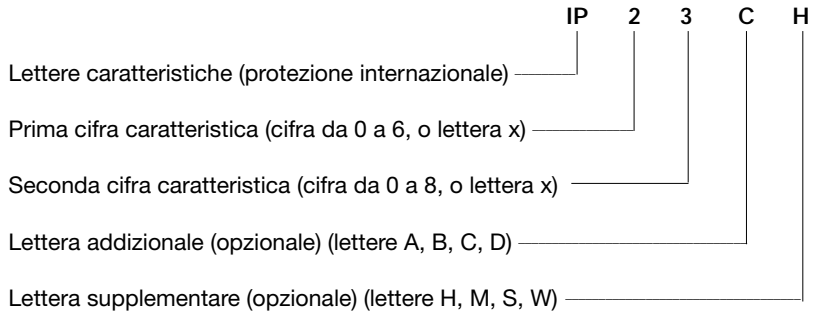 IP 2 3 C H
Lettere caratteristiche (protezione internazionale)
Prima cifra caratteristica (cifra da 0 a 6, o lettera x)
Seconda cifra caratteristica (cifra da 0 a 8, o lettera x)
Lettera addizionale (opzionale) (lettere A, B, C, D)
Lettera supplementare (opzionale) (lettere H, M, S, W)